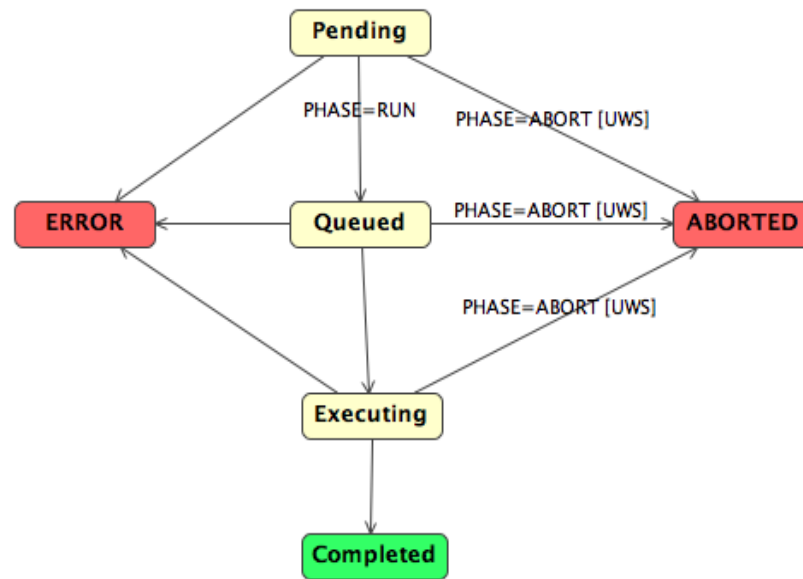 Pending
PHASE=RUN
PHASE=ABORT [UWS]
ERROR
Queued
PHASE=ABORT [UWS]
ABORTED
PHASE=ABORT [UWS]
Executing
Completed